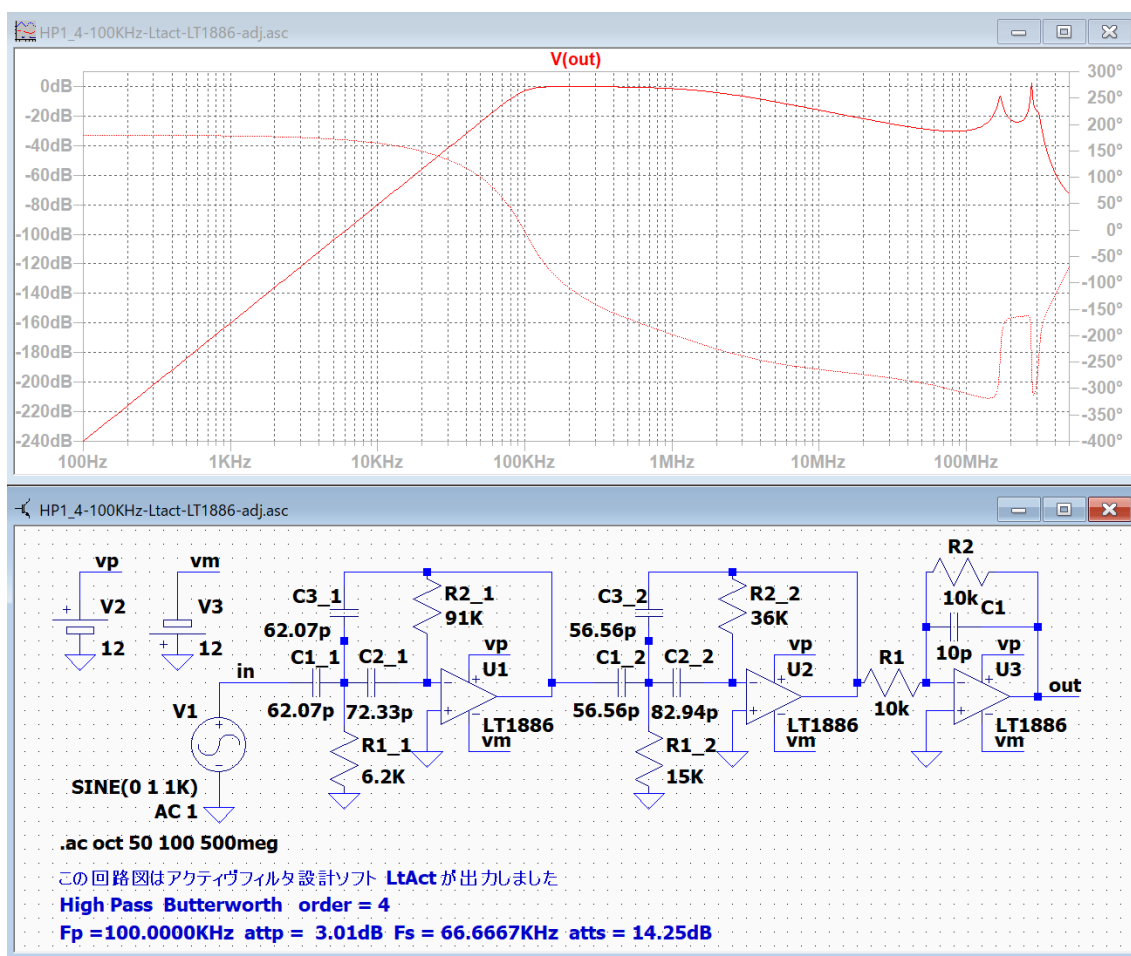 HP1_4-100KHz-Ltact-LT1886-adj.asc
V(out)
0dB
-20dB
-40dB
-60dB
-80dB
-100dB
-120dB
-140dB
-160dB
-180dB
-200dB
-220dB
-240dB
300°
250°
200°
150°
100°
50°
0°
-50°
-100°
-150°
-200°
-250°
-300°
-350°
-400°
100Hz 1KHz 10KHz 100KHz 1MHz 10MHz 100MHz
HP1_4-100KHz-Ltact-LT1886-adj.asc
vp
V2
12
vm
V3
12
in
V1
SINE(0 1 1K)
AC 1
C3_1
62.07p
R2_1
91K
C1_1
62.07p
C2_1
72.33p
R1_1
6.2K
vp
U1
LT1886
vm
C3_2
56.56p
R2_2
36K
C1_2
56.56p
C2_2
82.94p
R1_2
15K
vp
U2
LT1886
vm
R1
10k
R2
10k
C1
10p
vp
U3
LT1886
vm
out
.ac oct 50 100 500meg
この回路図はアクティヴフィルタ設計ソフト LtActが出力しました
High Pass Butterworth order = 4
Fp =100.0000KHz attp = 3.01dB Fs = 66.6667KHz atts = 14.25dB